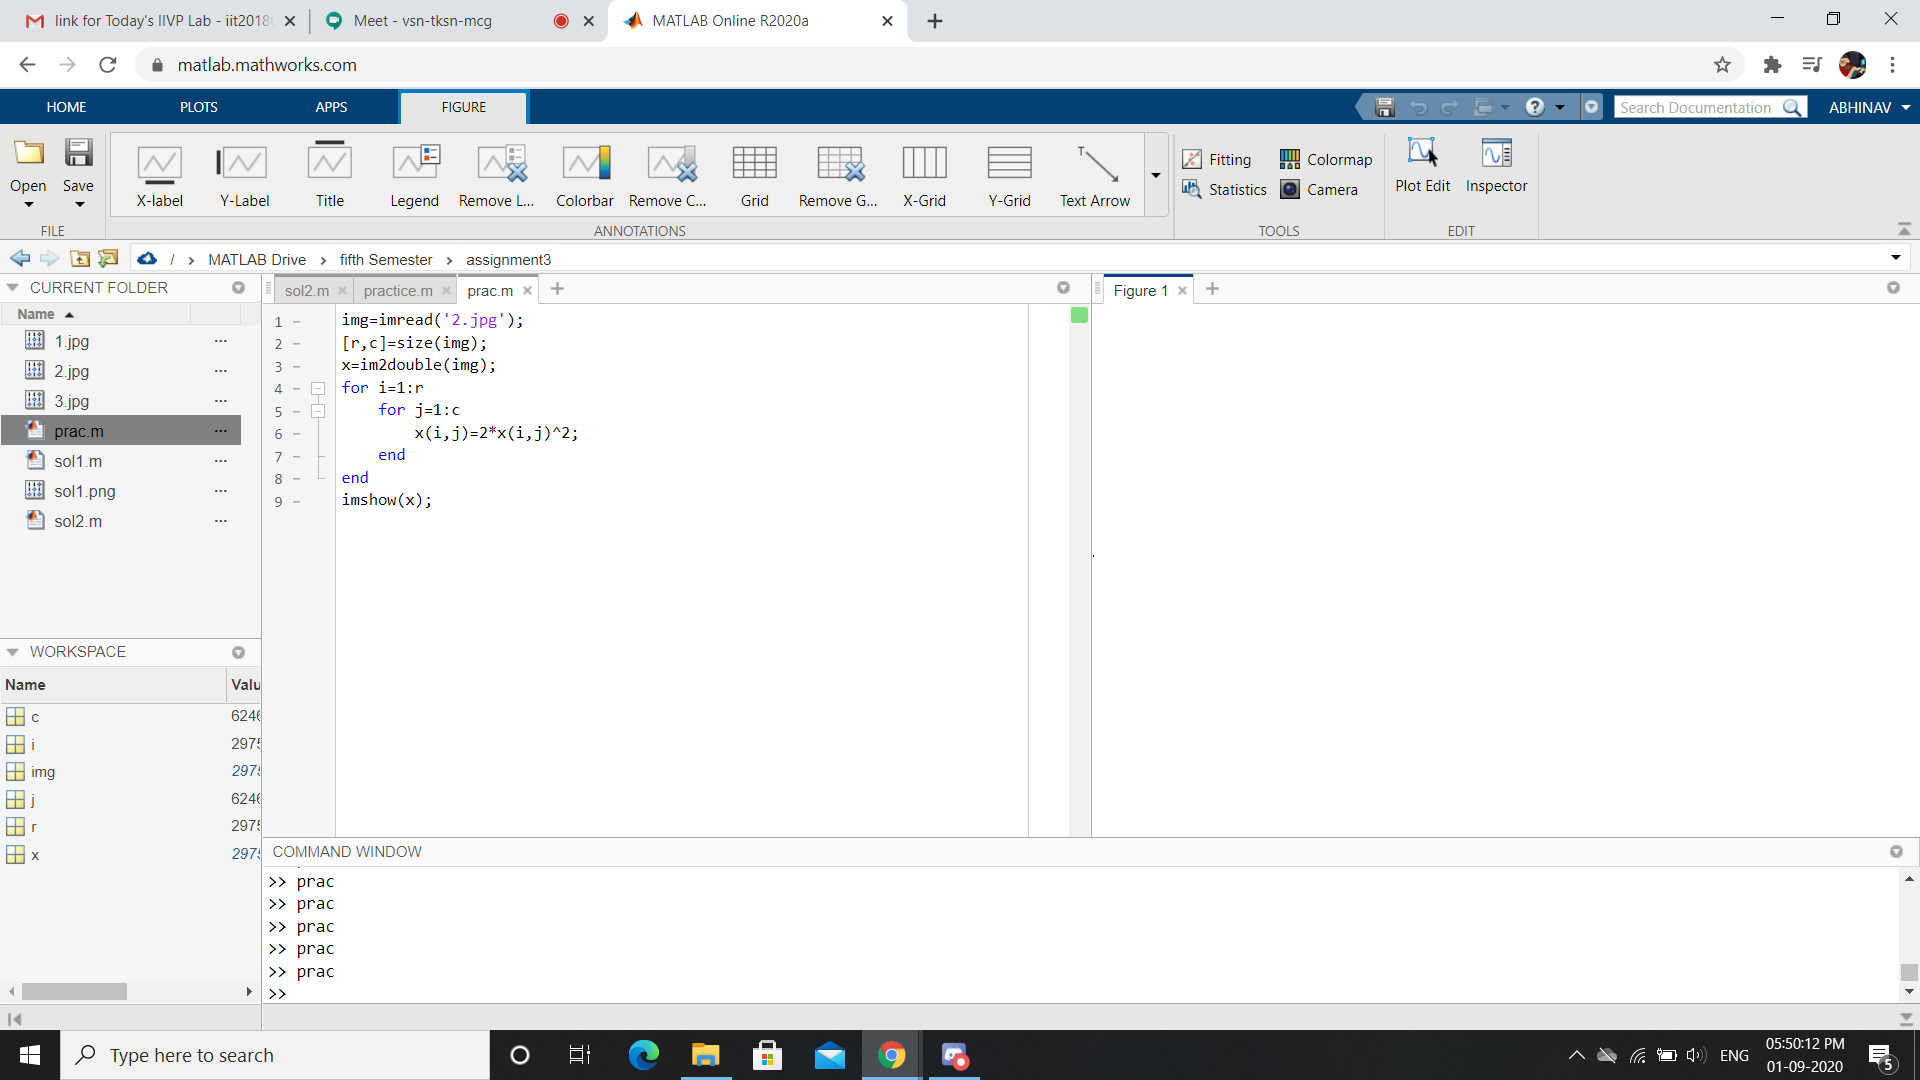 link for Today's IIVP Lab - iit2018
Meet - vsn-tksn-mcg
MATLAB Online R2020a
matlab.mathworks.com
HOME PLOTS APPS FIGURE
Search Documentation
ABHINAV
Open
Save
X-label Y-Label Title Legend Remove L... Colorbar Remove C... Grid Remove G... X-Grid Y-Grid Text Arrow
Fitting Colormap
Statistics Camera
Plot Edit Inspector
FILE ANNOTATIONS TOOLS EDIT
/ › MATLAB Drive › fifth Semester › assignment3
CURRENT FOLDER
Name
1.jpg ...
2.jpg ...
3.jpg ...
prac.m ...
sol1.m ...
sol1.png ...
sol2.m ...
WORKSPACE
Name Valu
c 6246
i 2975
img 2975
j 6246
r 2975
x 2975
sol2.m practice.m prac.m
1 - img=imread('2.jpg');
2 - [r,c]=size(img);
3 - x=im2double(img);
4 - for i=1:r
5 - for j=1:c
6 - x(i,j)=2*x(i,j)^2;
7 - end
8 - end
9 - imshow(x);
Figure 1
COMMAND WINDOW
>> prac
>> prac
>> prac
>> prac
>> prac
>>
Type here to search
ENG
05:50:12 PM
01-09-2020
5